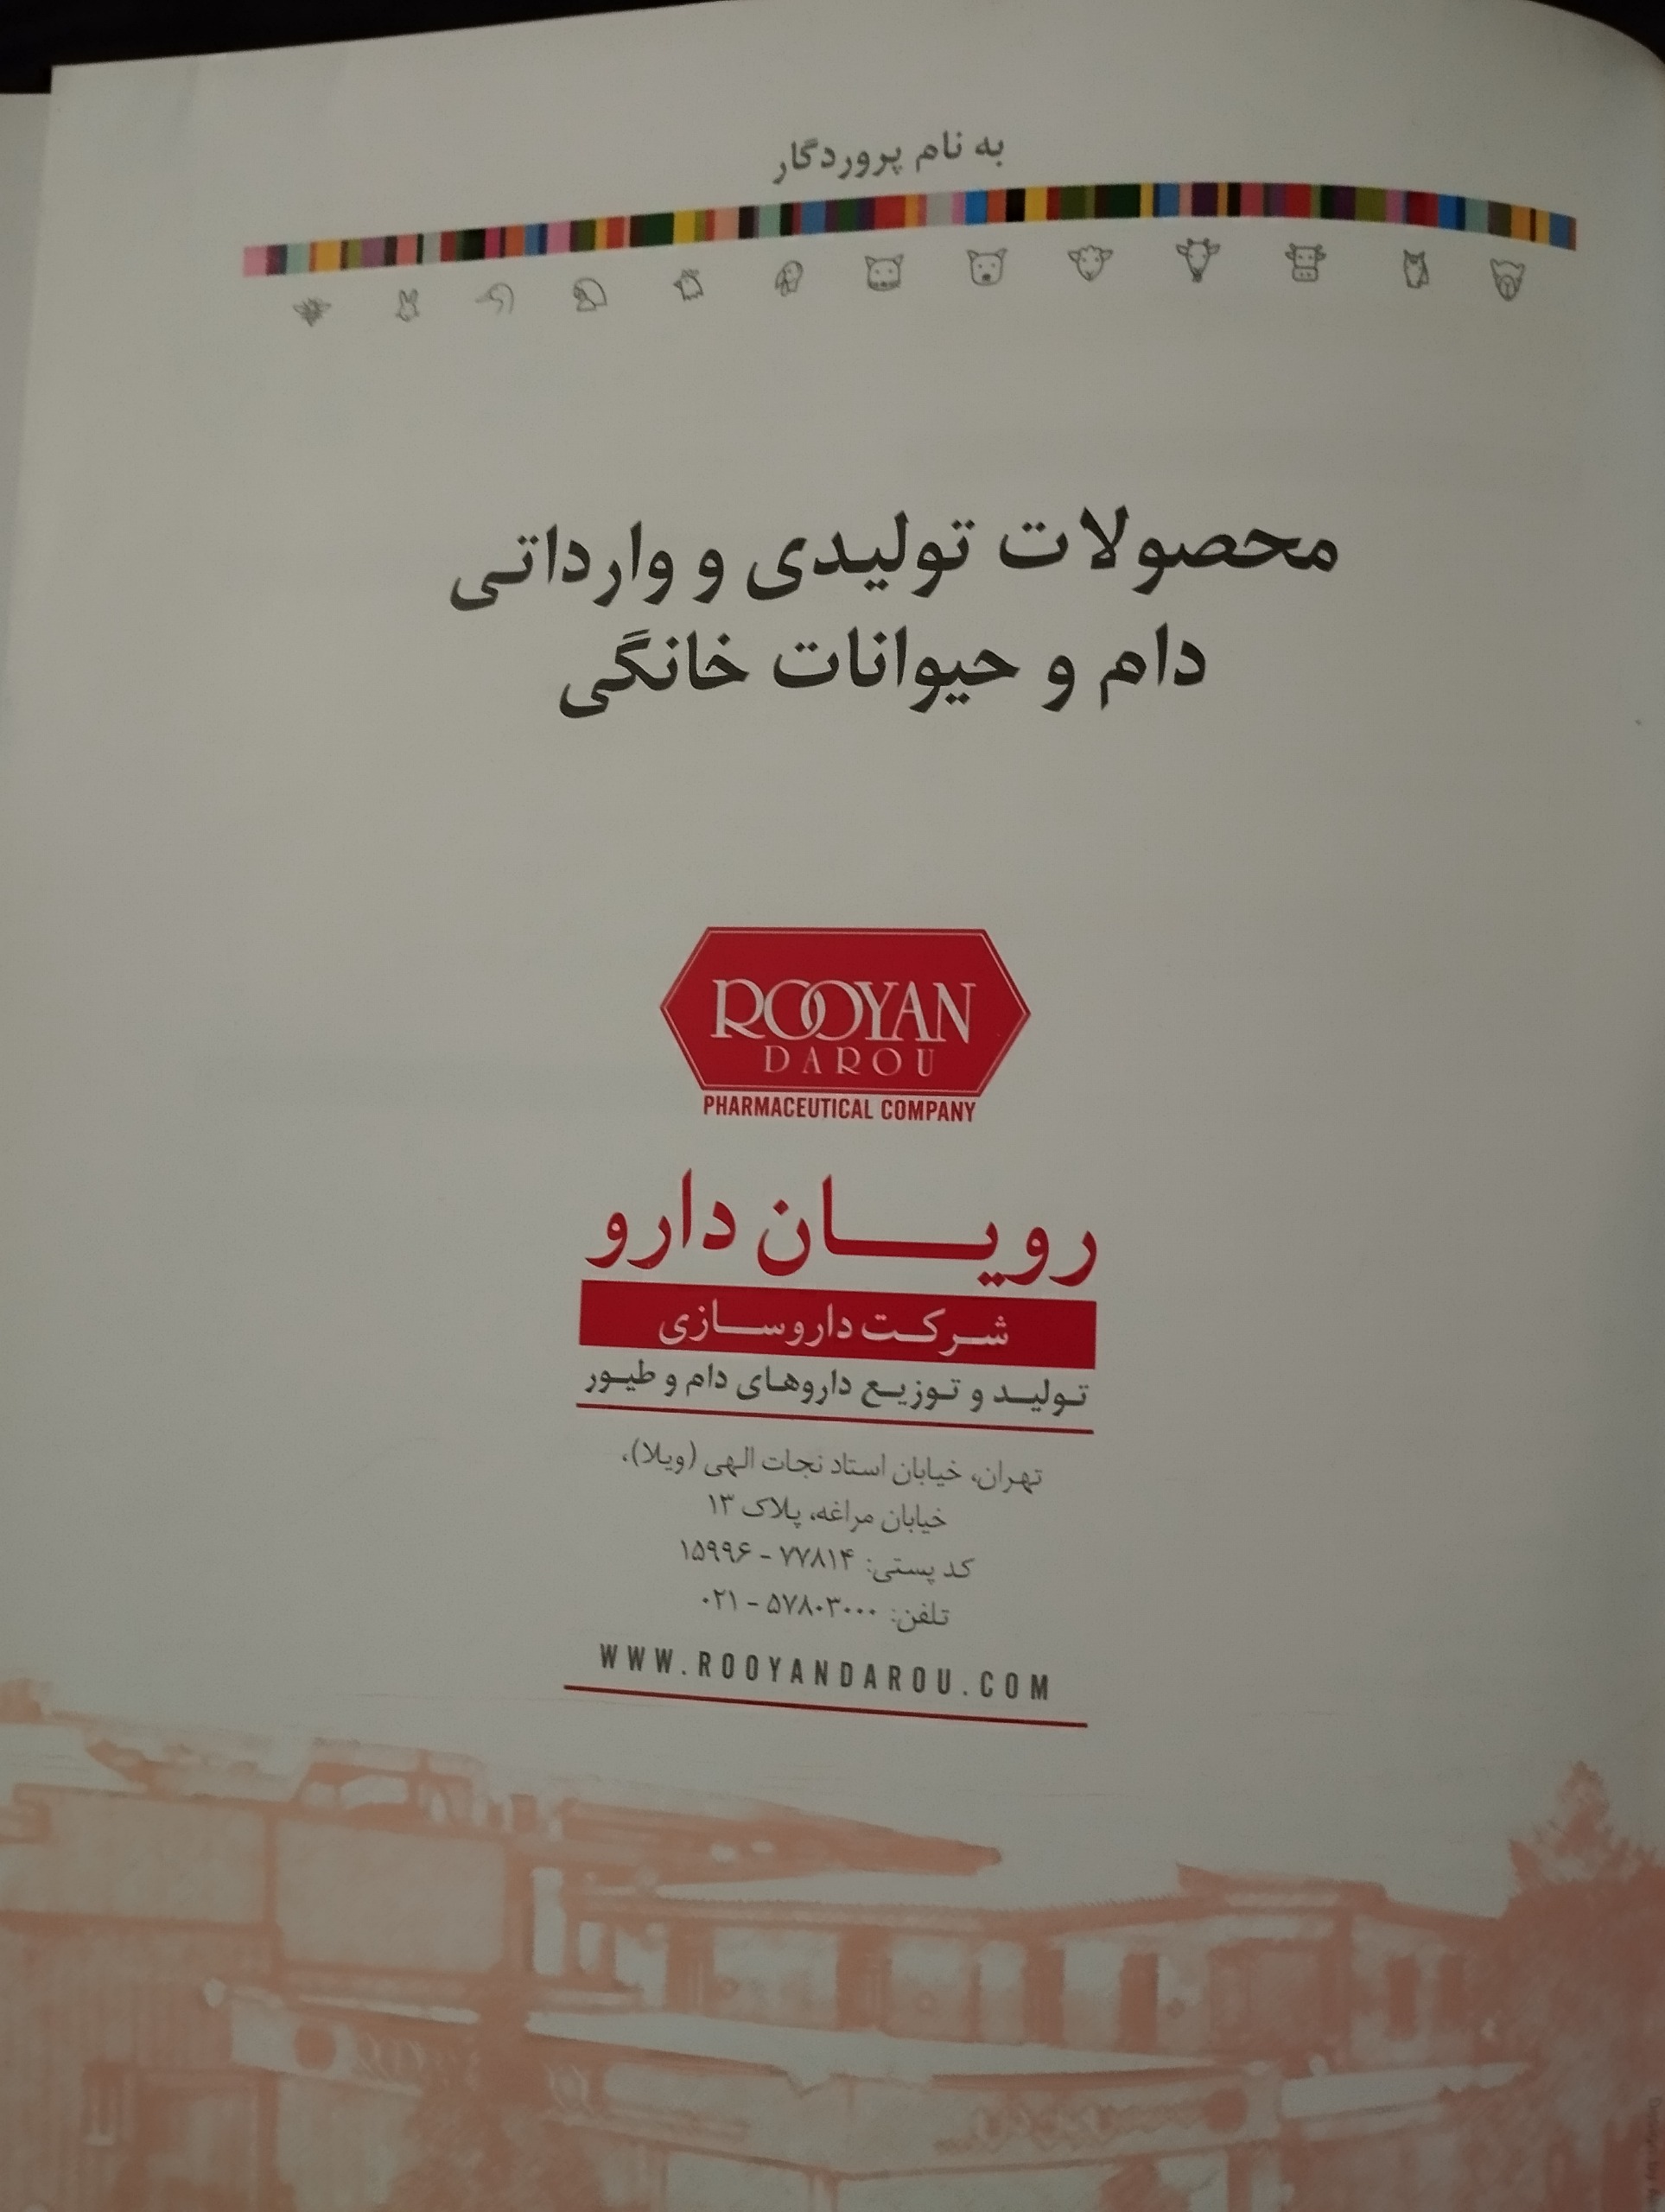 به نام پروردگار
محصولات تولیدی و وارداتی
دام و حیوانات خانگی
ROOYAN
DAROU
PHARMACEUTICAL COMPANY
رویان دارو
شرکت داروسازی
تولید و توزیع داروهای دام و طیور
تهران، خیابان استاد نجات الهی (ویلا)،
خیابان مراغه، پلاک ۱۳
کد پستی: ۷۷۸۱۴ - ۱۵۹۹۶
تلفن: ۵۷۸۰۳۰۰۰ - ۰۲۱
WWW.ROOYANDAROU.COM